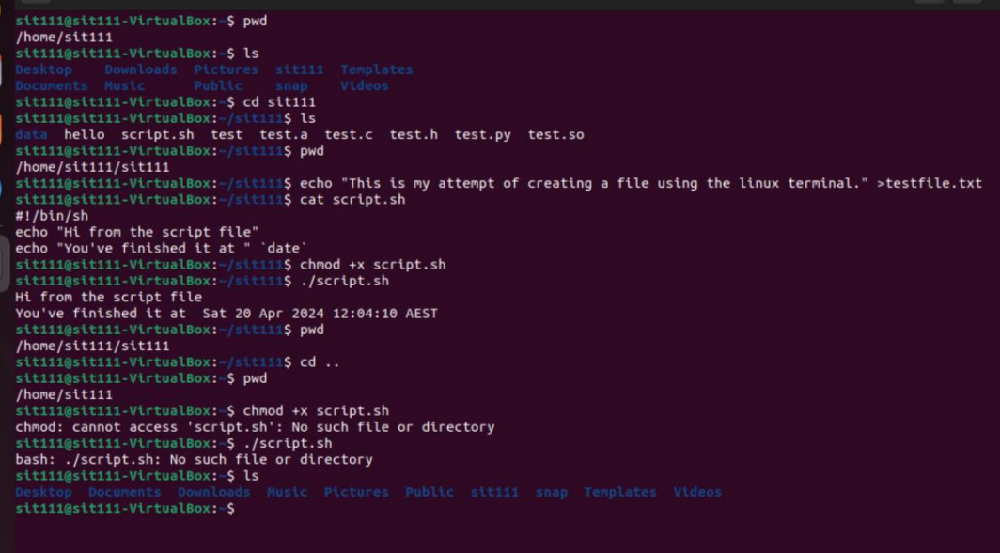 sit111@sit111-VirtualBox:~$ pwd
/home/sit111
sit111@sit111-VirtualBox:~$ ls
Desktop    Downloads  Pictures  sit111  Templates
Documents  Music      Public    snap    Videos
sit111@sit111-VirtualBox:~$ cd sit111
sit111@sit111-VirtualBox:~/sit111$ ls
data  hello  script.sh  test  test.a  test.c  test.h  test.py  test.so
sit111@sit111-VirtualBox:~/sit111$ pwd
/home/sit111/sit111
sit111@sit111-VirtualBox:~/sit111$ echo "This is my attempt of creating a file using the linux terminal." >testfile.txt
sit111@sit111-VirtualBox:~/sit111$ cat script.sh
#!/bin/sh
echo "Hi from the script file"
echo "You've finished it at " `date`
sit111@sit111-VirtualBox:~/sit111$ chmod +x script.sh
sit111@sit111-VirtualBox:~/sit111$ ./script.sh
Hi from the script file
You've finished it at  Sat 20 Apr 2024 12:04:10 AEST
sit111@sit111-VirtualBox:~/sit111$ pwd
/home/sit111/sit111
sit111@sit111-VirtualBox:~/sit111$ cd ..
sit111@sit111-VirtualBox:~$ pwd
/home/sit111
sit111@sit111-VirtualBox:~$ chmod +x script.sh
chmod: cannot access 'script.sh': No such file or directory
sit111@sit111-VirtualBox:~$ ./script.sh
bash: ./script.sh: No such file or directory
sit111@sit111-VirtualBox:~$ ls
Desktop  Documents  Downloads  Music  Pictures  Public  sit111  snap  Templates  Videos
sit111@sit111-VirtualBox:~$